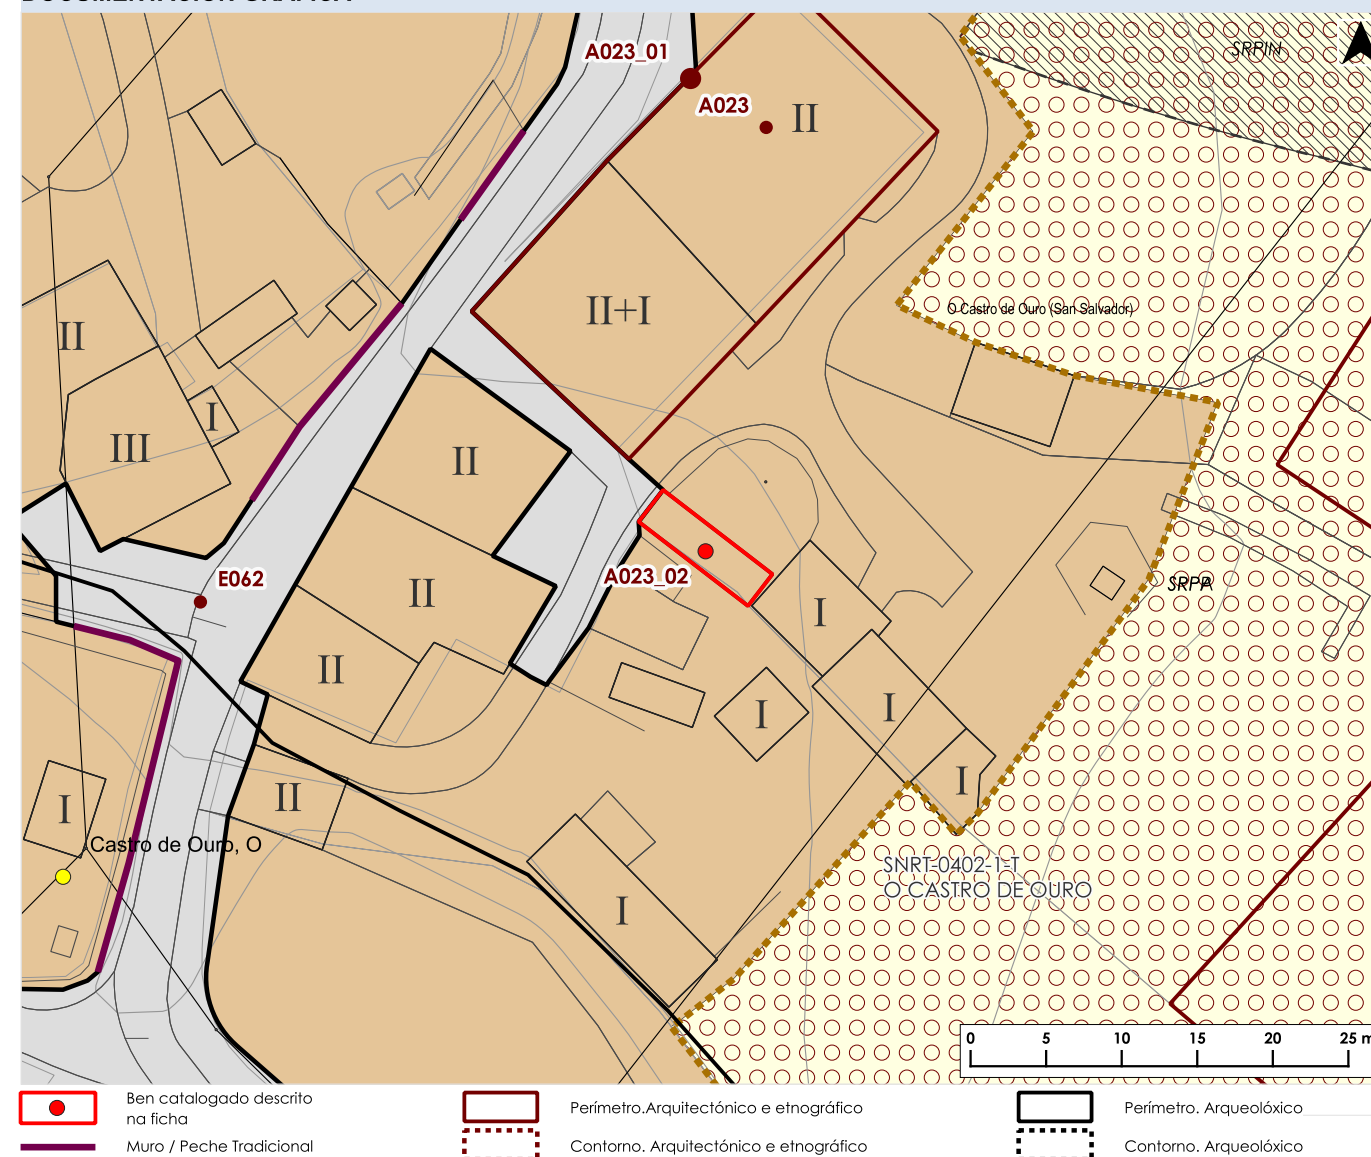 A023_01
SRPIN
A023
II
II+I
O Castro de Ouro (San Salvador)
II
I
III
II
II
E062
A023_02
SRPA
I
II
I
I
I
II
I
Castro de Ouro, O
SNRT-0402-1-T
O CASTRO DE OURO
I
0 5 10 15 20 25 m
Ben catalogado descrito
na ficha
Perímetro.Arquitectónico e etnográfico
Perímetro. Arqueolóxico
Muro / Peche Tradicional
Contorno. Arquitectónico e etnográfico
Contorno. Arqueolóxico